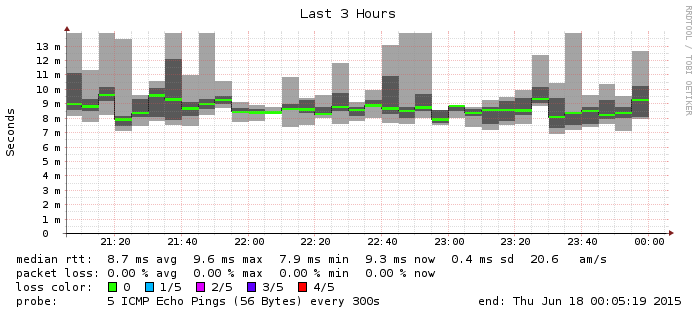 Last 3 Hours
RRDTOOL / TOBI OETIKER
Seconds
13 m
12 m
11 m
10 m
9 m
8 m
7 m
6 m
5 m
4 m
3 m
2 m
1 m
0
21:20 21:40 22:00 22:20 22:40 23:00 23:20 23:40 00:00
median rtt: 8.7 ms avg 9.6 ms max 7.9 ms min 9.3 ms now 0.4 ms sd 20.6 am/s
packet loss: 0.00 % avg 0.00 % max 0.00 % min 0.00 % now
loss color: 0 1/5 2/5 3/5 4/5
probe: 5 ICMP Echo Pings (56 Bytes) every 300s end: Thu Jun 18 00:05:19 2015